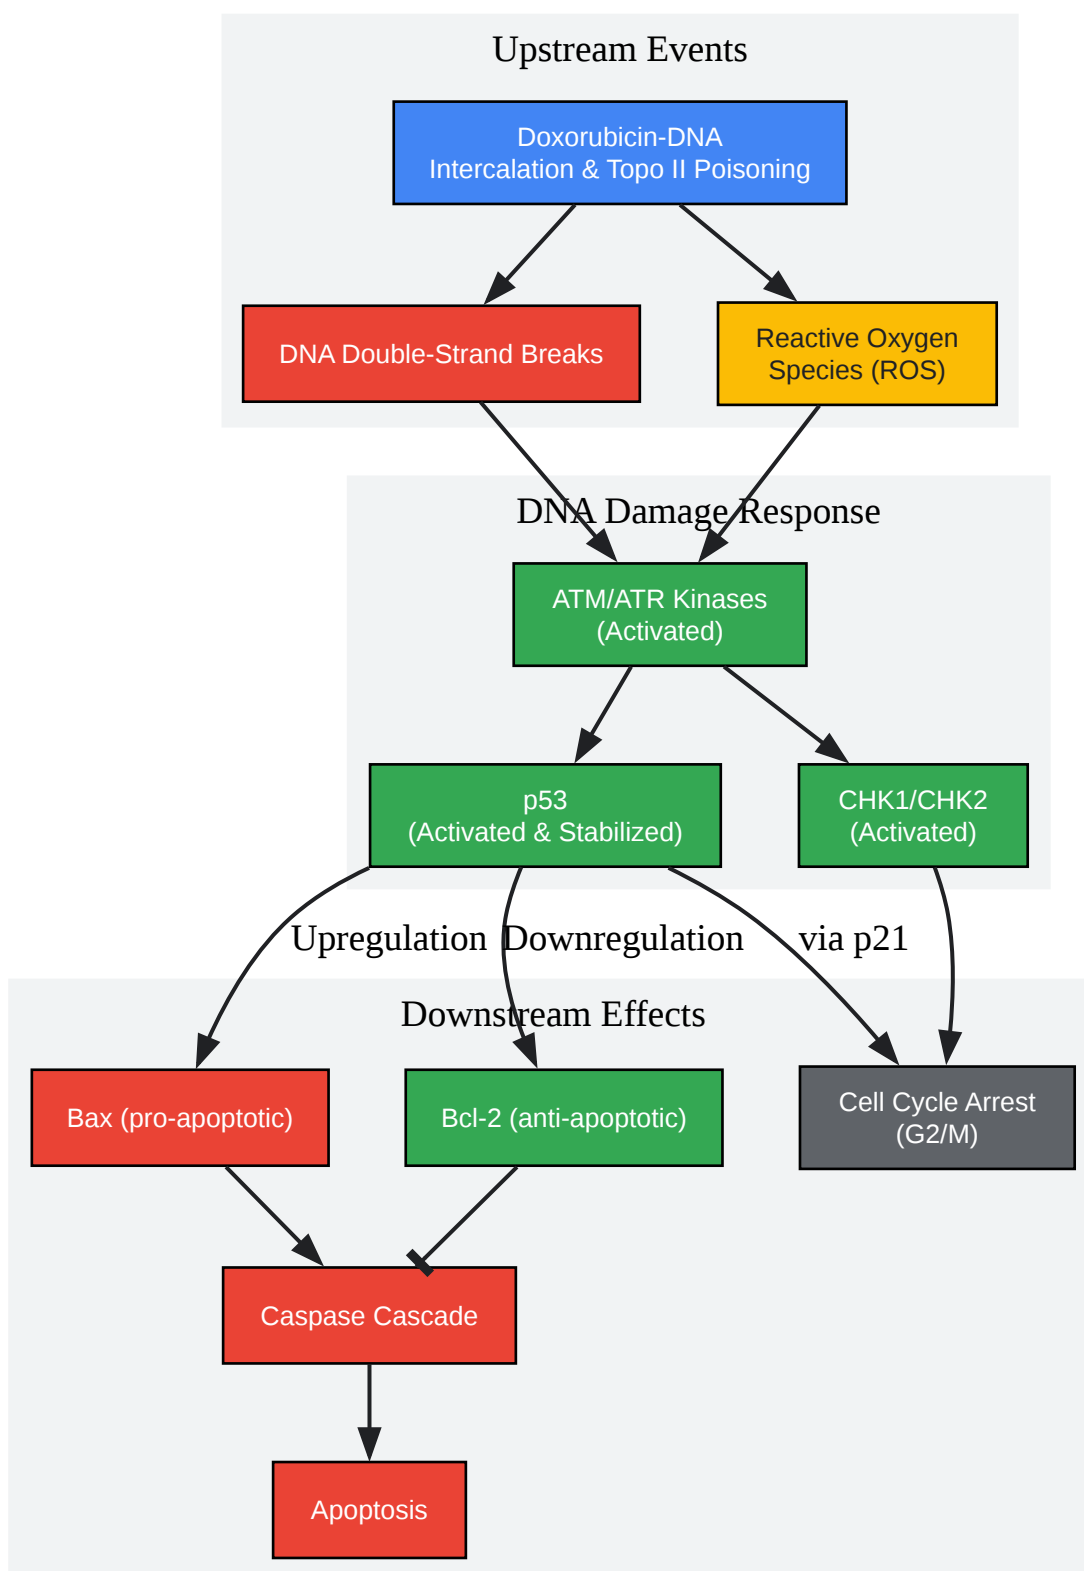 Upstream Events
Doxorubicin-DNA
Intercalation & Topo II Poisoning
DNA Double-Strand Breaks
Reactive Oxygen
Species (ROS)
DNA Damage Response
ATM/ATR Kinases
(Activated)
p53
(Activated & Stabilized)
CHK1/CHK2
(Activated)
Upregulation
Downregulation
via p21
Downstream Effects
Bax (pro-apoptotic)
Bcl-2 (anti-apoptotic)
Cell Cycle Arrest
(G2/M)
Caspase Cascade
Apoptosis